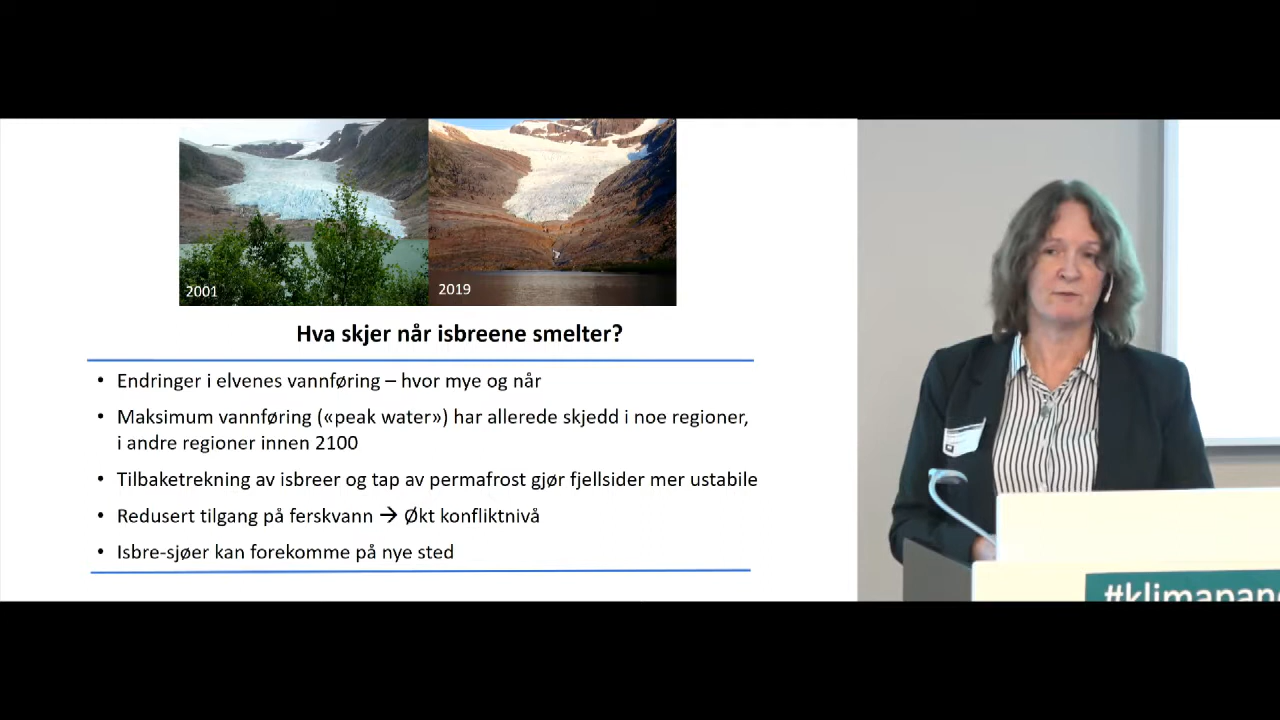 2001
2019
Hva skjer når isbreene smelter?
• Endringer i elvenes vannføring – hvor mye og når
• Maksimum vannføring («peak water») har allerede skjedd i noe regioner,
i andre regioner innen 2100
• Tilbaketrekning av isbreer og tap av permafrost gjør fjellsider mer ustabile
• Redusert tilgang på ferskvann → Økt konfliktnivå
• Isbre-sjøer kan forekomme på nye sted
#klimapane